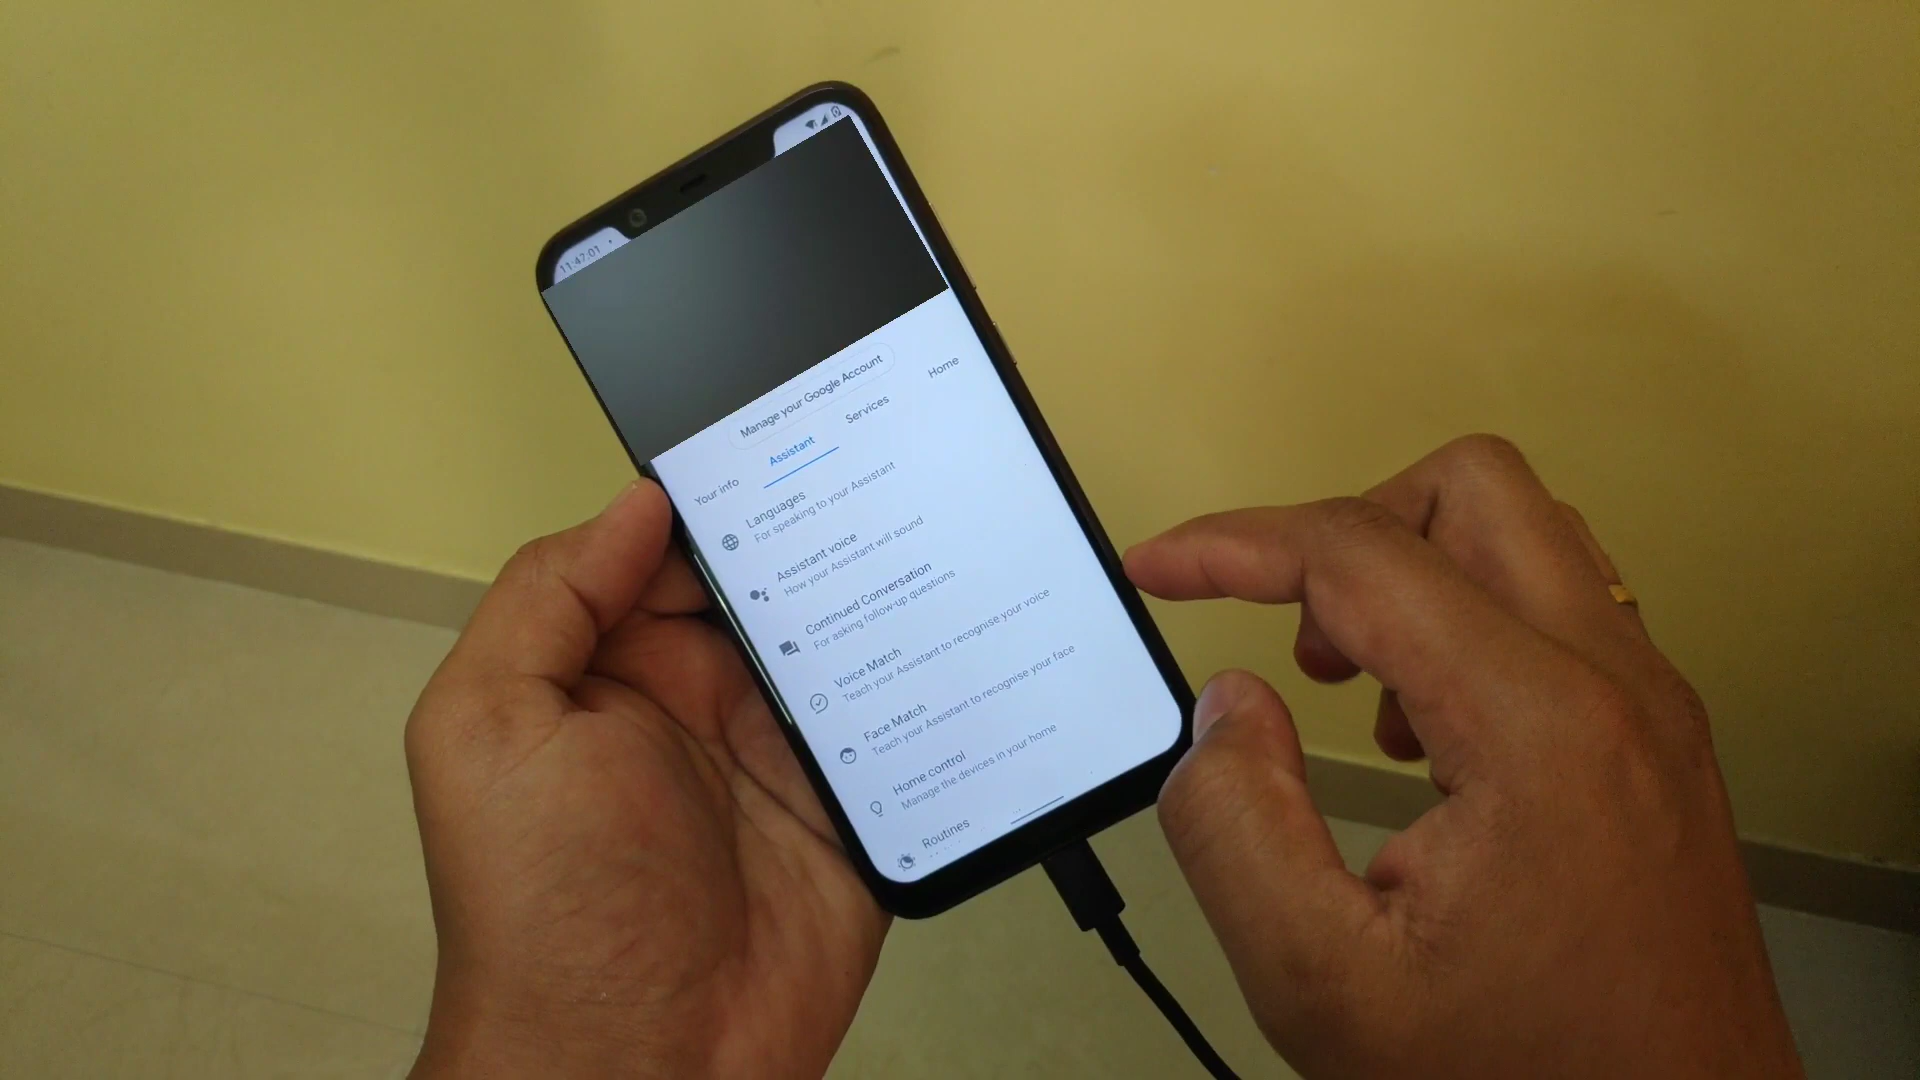 11:47:01
Manage your Google Account
Your info
Assistant
Services
Home
Languages
For speaking to your Assistant
Assistant voice
How your Assistant will sound
Continued Conversation
For asking follow-up questions
Voice Match
Teach your Assistant to recognise your voice
Face Match
Teach your Assistant to recognise your face
Home control
Manage the devices in your home
Routines